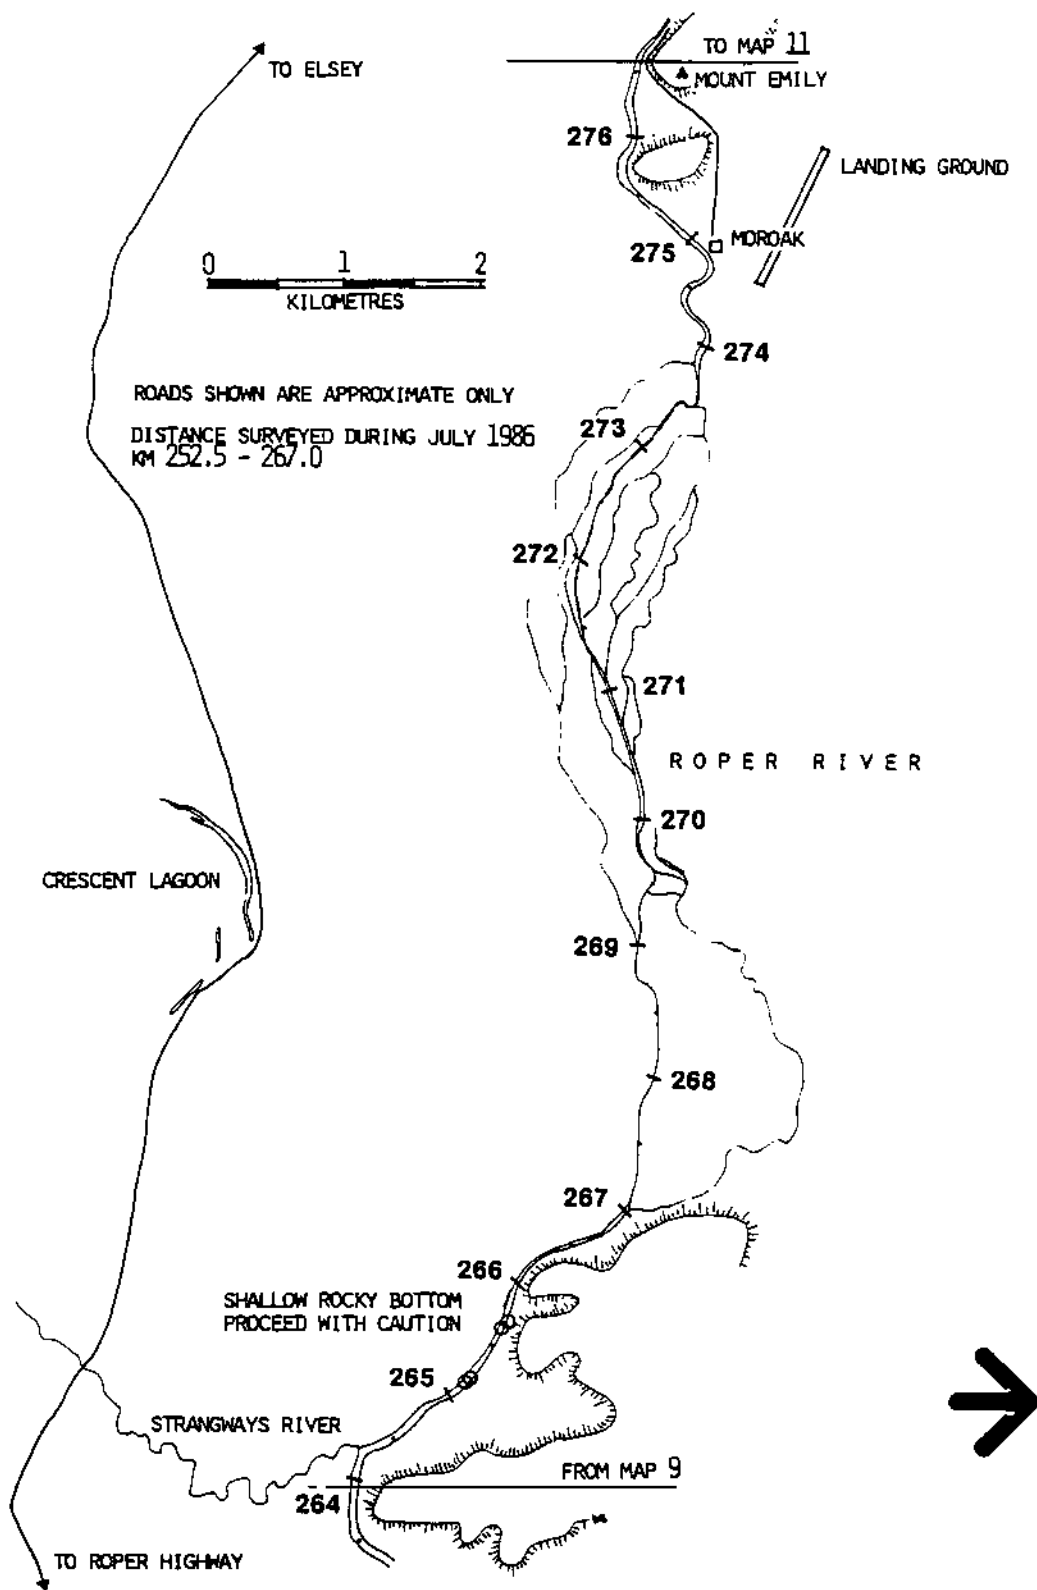 TO MAP 11
TO ELSEY
MOUNT EMILY
276
LANDING GROUND
MOROAK
275
0 1 2
KILOMETRES
274
ROADS SHOWN ARE APPROXIMATE ONLY
DISTANCE SURVEYED DURING JULY 1986
KM 252.5 - 267.0
273
272
271
ROPER RIVER
270
CRESCENT LAGOON
269
268
267
266
SHALLOW ROCKY BOTTOM
PROCEED WITH CAUTION
265
STRANGWAYS RIVER
FROM MAP 9
264
TO ROPER HIGHWAY